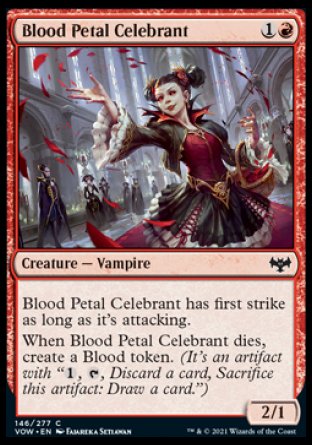 Blood Petal Celebrant 1
Creature — Vampire
Blood Petal Celebrant has first strike
as long as it's attacking.
When Blood Petal Celebrant dies,
create a Blood token. (It's an artifact
with "1, Discard a card, Sacrifice
this artifact: Draw a card.")
2/1
146/277 C
VOW • EN Fajareka Setiawan
™ & © 2021 Wizards of the Coast